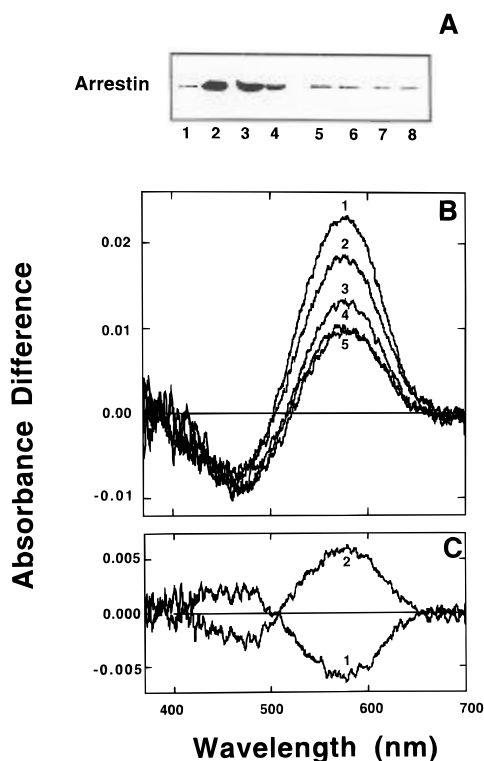 A
Arrestin
1 2 3 4 5 6 7 8
B
0.02
0.01
0.00
-0.01
1
2
3
4
5
C
0.005
0.000
-0.005
2
1
400 500 600 700
Absorbance Difference
Wavelength (nm)